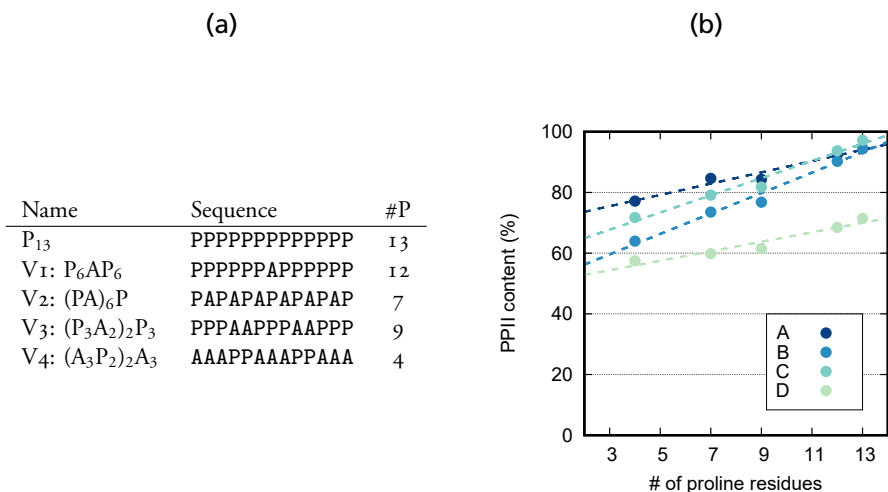 (a)
Name Sequence #P
P₁₃ PPPPPPPPPPPPP 13
V1: P₆AP₆ PPPPPPAPPPPPP 12
V2: (PA)₆P PAPAPAPAPAPAP 7
V3: (P₃A₂)₂P₃ PPPAAPPPAAPPP 9
V4: (A₃P₂)₂A₃ AAAPPAAAPPAAA 4
(b)
PPII content (%)
100
80
60
40
20
0
A
B
C
D
3 5 7 9 11 13
# of proline residues